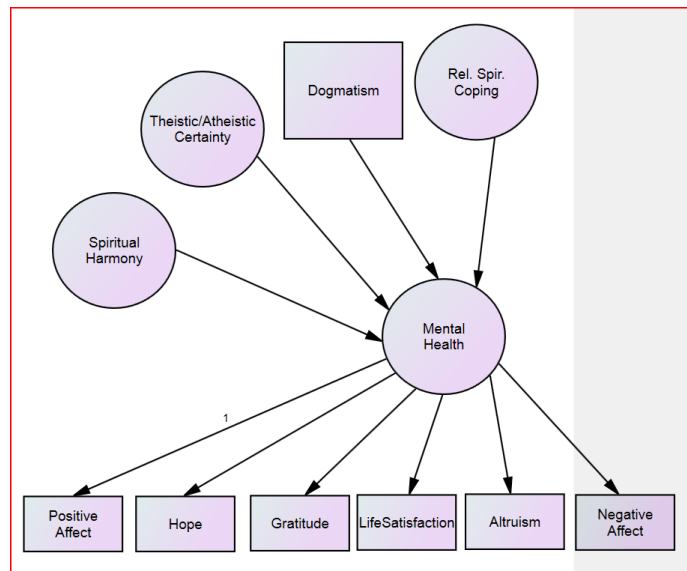 Rel. Spir.
Coping
Dogmatism
Theistic/Atheistic
Certainty
Spiritual
Harmony
Mental
Health
1
Positive
Affect
Hope
Gratitude
LifeSatisfaction
Altruism
Negative
Affect